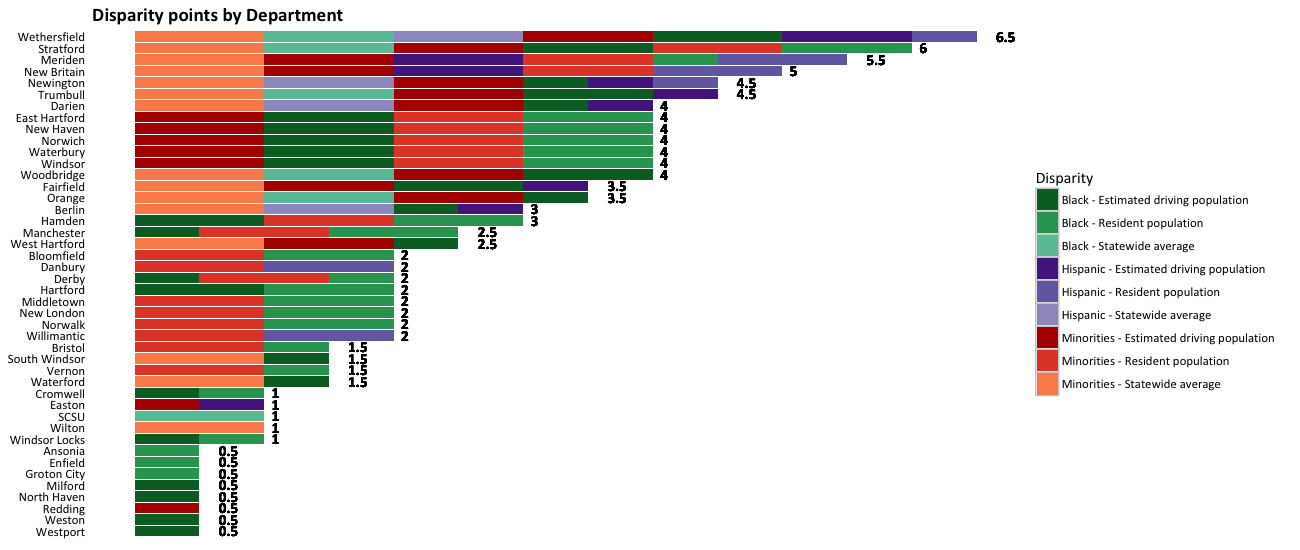 Disparity points by Department
Wethersfield 6.5
Stratford 6
Meriden 5.5
New Britain 5
Newington 4.5
Trumbull 4.5
Darien 4
East Hartford 4
New Haven 4
Norwich 4
Waterbury 4
Windsor 4
Woodbridge 4
Fairfield 3.5
Orange 3.5
Berlin 3
Hamden 3
Manchester 2.5
West Hartford 2.5
Bloomfield 2
Danbury 2
Derby 2
Hartford 2
Middletown 2
New London 2
Norwalk 2
Willimantic 2
Bristol 1.5
South Windsor 1.5
Vernon 1.5
Waterford 1.5
Cromwell 1
Easton 1
SCSU 1
Wilton 1
Windsor Locks 1
Ansonia 0.5
Enfield 0.5
Groton City 0.5
Milford 0.5
North Haven 0.5
Redding 0.5
Weston 0.5
Westport 0.5
Disparity
Black - Estimated driving population
Black - Resident population
Black - Statewide average
Hispanic - Estimated driving population
Hispanic - Resident population
Hispanic - Statewide average
Minorities - Estimated driving population
Minorities - Resident population
Minorities - Statewide average